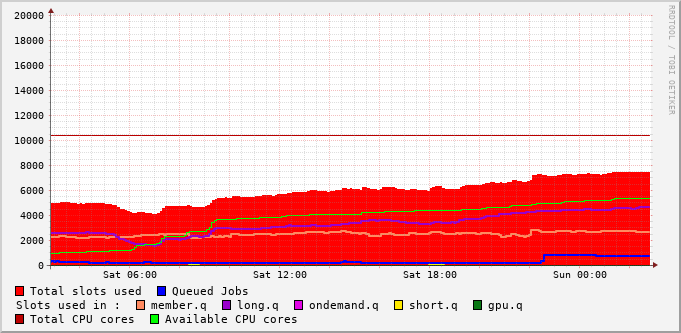 20000
18000
16000
14000
12000
10000
8000
6000
4000
2000
0
Sat 06:00 Sat 12:00 Sat 18:00 Sun 00:00
Total slots used Queued Jobs
Slots used in : member.q long.q ondemand.q short.q gpu.q
Total CPU cores Available CPU cores
RRDTOOL / TOBI OETIKER